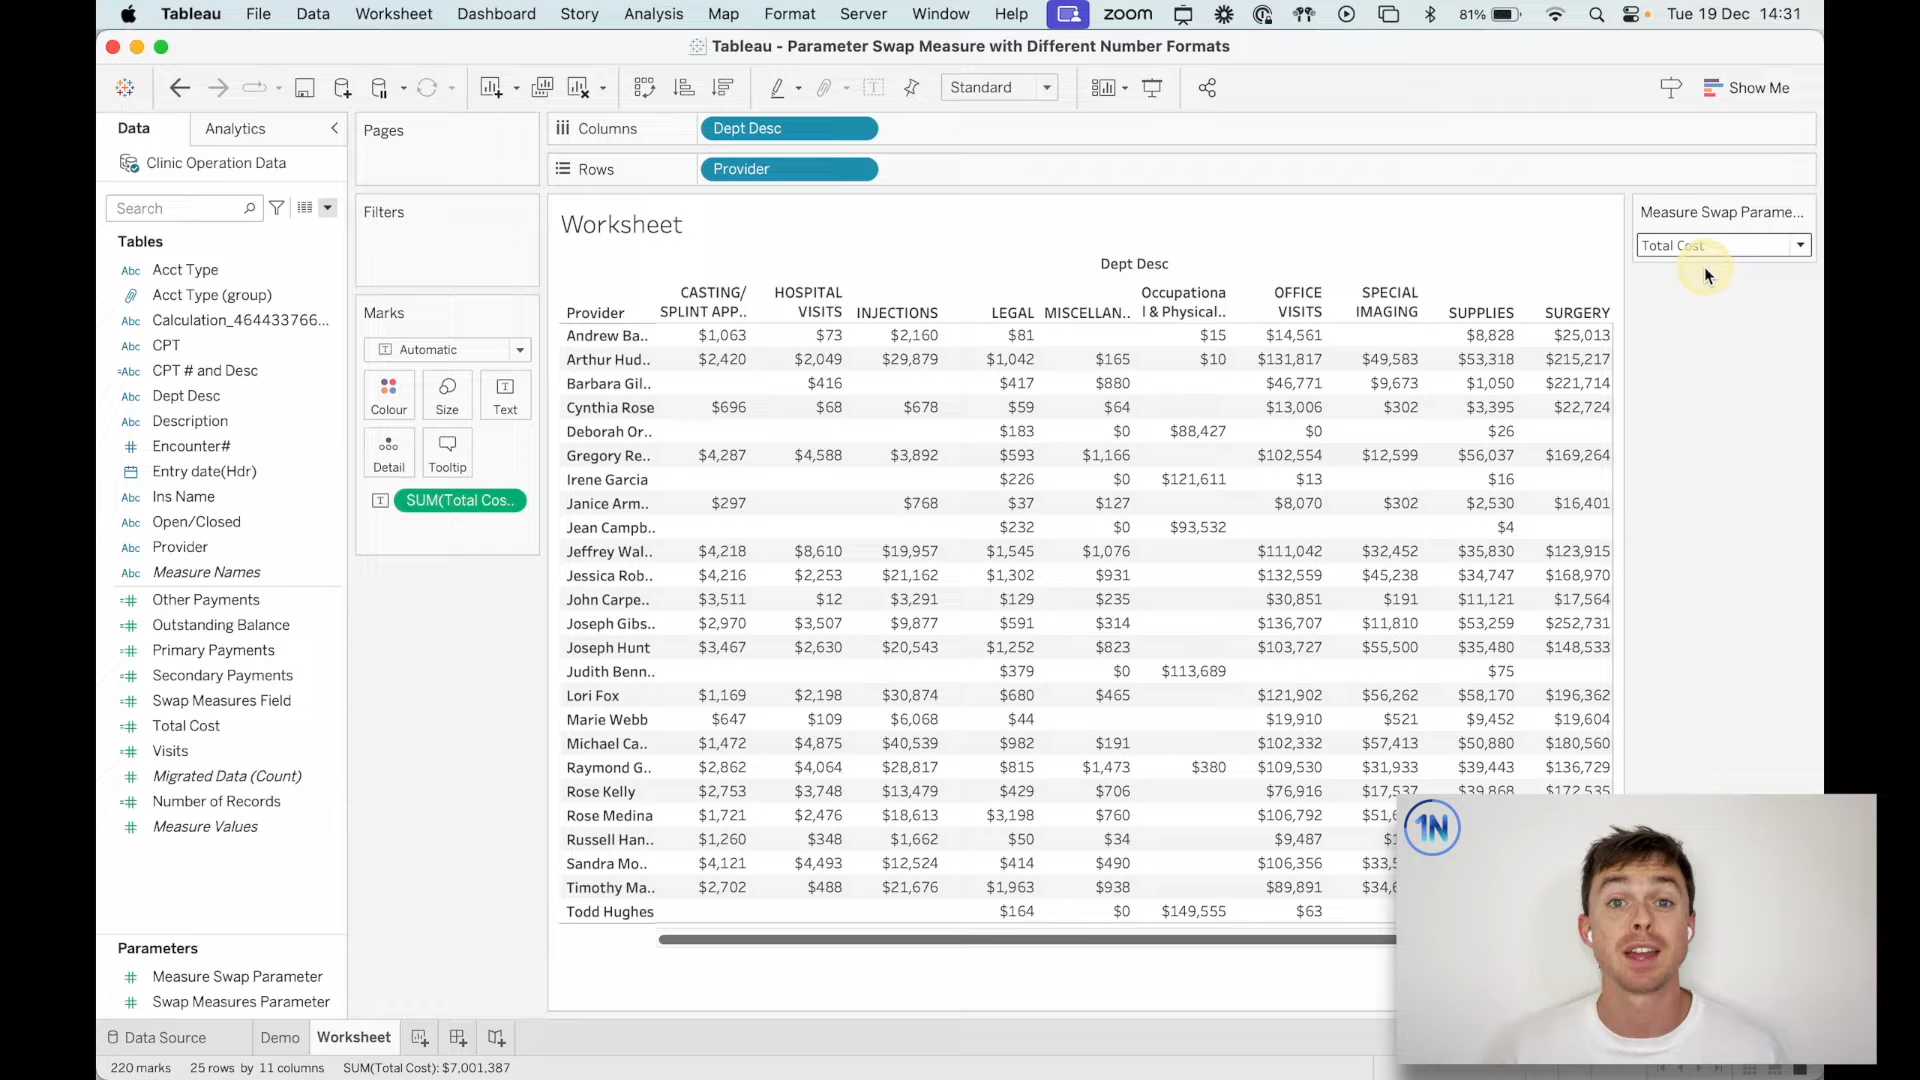 Tableau File Data Worksheet Dashboard Story Analysis Map Format Server Window Help zoom 81% Tue 19 Dec 14:31
Tableau - Parameter Swap Measure with Different Number Formats
Standard Show Me
Data Analytics
Clinic Operation Data
Search
Tables
Abc Acct Type
Acct Type (group)
Abc Calculation_464433766...
Abc CPT
=Abc CPT # and Desc
Abc Dept Desc
Abc Description
# Encounter#
Entry date(Hdr)
Abc Ins Name
Abc Open/Closed
Abc Provider
Abc Measure Names
=# Other Payments
=# Outstanding Balance
=# Primary Payments
=# Secondary Payments
=# Swap Measures Field
=# Total Cost
=# Visits
# Migrated Data (Count)
=# Number of Records
# Measure Values
Parameters
# Measure Swap Parameter
# Swap Measures Parameter
Pages
Filters
Marks
T Automatic
Colour Size Text
Detail Tooltip
T SUM(Total Cos..
Columns Dept Desc
Rows Provider
Worksheet
Dept Desc
Provider CASTING/ SPLINT APP.. HOSPITAL VISITS INJECTIONS LEGAL MISCELLAN.. Occupationa l & Physical.. OFFICE VISITS SPECIAL IMAGING SUPPLIES SURGERY
Andrew Ba.. $1,063 $73 $2,160 $81 $15 $14,561 $8,828 $25,013
Arthur Hud.. $2,420 $2,049 $29,879 $1,042 $165 $10 $131,817 $49,583 $53,318 $215,217
Barbara Gil.. $416 $417 $880 $46,771 $9,673 $1,050 $221,714
Cynthia Rose $696 $68 $678 $59 $64 $13,006 $302 $3,395 $22,724
Deborah Or.. $183 $0 $88,427 $0 $26
Gregory Re.. $4,287 $4,588 $3,892 $593 $1,166 $102,554 $12,599 $56,037 $169,264
Irene Garcia $226 $0 $121,611 $13 $16
Janice Arm.. $297 $768 $37 $127 $8,070 $302 $2,530 $16,401
Jean Campb.. $232 $0 $93,532 $4
Jeffrey Wal.. $4,218 $8,610 $19,957 $1,545 $1,076 $111,042 $32,452 $35,830 $123,915
Jessica Rob.. $4,216 $2,253 $21,162 $1,302 $931 $132,559 $45,238 $34,747 $168,970
John Carpe.. $3,511 $12 $3,291 $129 $235 $30,851 $191 $11,121 $17,564
Joseph Gibs.. $2,970 $3,507 $9,877 $591 $314 $136,707 $11,810 $53,259 $252,731
Joseph Hunt $3,467 $2,630 $20,543 $1,252 $823 $103,727 $55,500 $35,480 $148,533
Judith Benn.. $379 $0 $113,689 $75
Lori Fox $1,169 $2,198 $30,874 $680 $465 $121,902 $56,262 $58,170 $196,362
Marie Webb $647 $109 $6,068 $44 $19,910 $521 $9,452 $19,604
Michael Ca.. $1,472 $4,875 $40,539 $982 $191 $102,332 $57,413 $50,880 $180,560
Raymond G.. $2,862 $4,064 $28,817 $815 $1,473 $380 $109,530 $31,933 $39,443 $136,729
Rose Kelly $2,753 $3,748 $13,479 $429 $706 $76,916 $17,537 $39,868 $172,535
Rose Medina $1,721 $2,476 $18,613 $3,198 $760 $106,792
Russell Han.. $1,260 $348 $1,662 $50 $34 $9,487
Sandra Mo.. $4,121 $4,493 $12,524 $414 $490 $106,356
Timothy Ma.. $2,702 $488 $21,676 $1,963 $938 $89,891
Todd Hughes $164 $0 $149,555 $63
Measure Swap Parame...
Total Cost
1N
Data Source Demo Worksheet
220 marks 25 rows by 11 columns SUM(Total Cost): $7,001,387